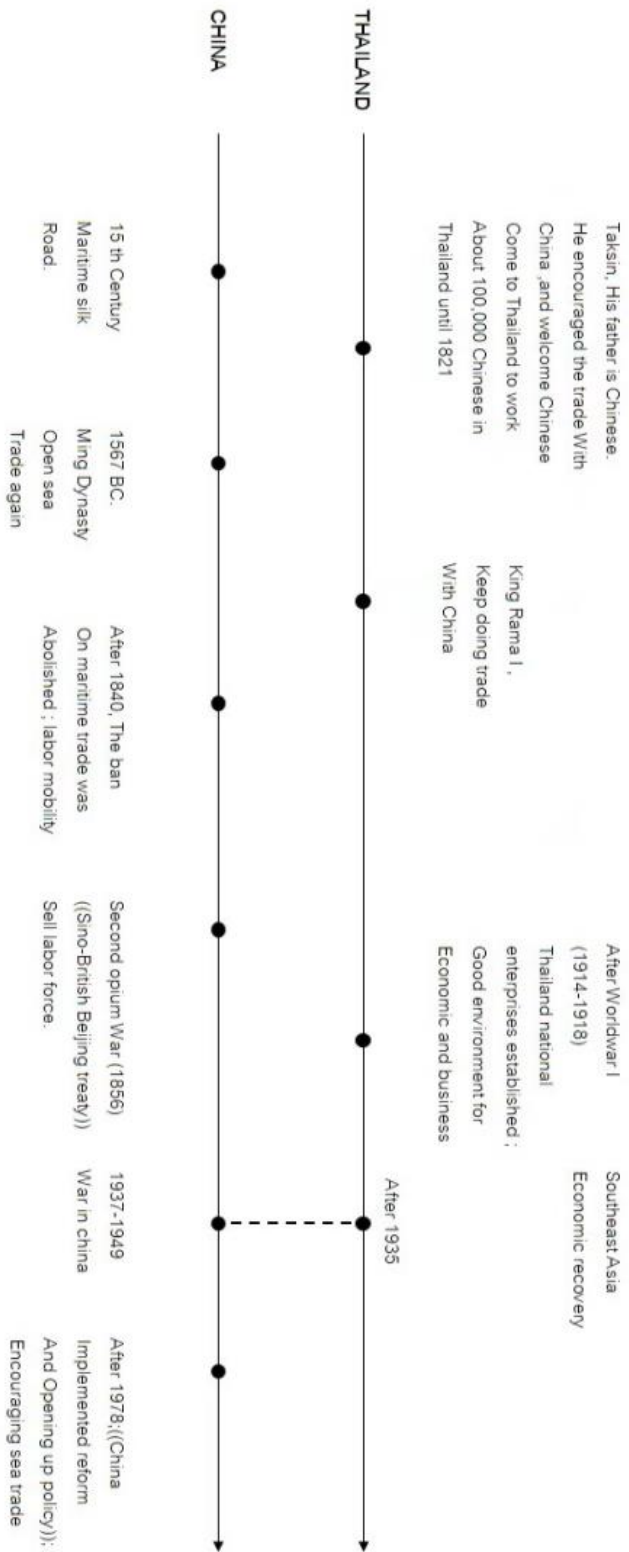 Taksin, His father is Chinese.
He encouraged the trade With
China ,and welcome Chinese
Come to Thailand to work
About 100,000 Chinese in
Thailand until 1821
King Rama I ,
Keep doing trade
With China
After Worldwar I
(1914-1918)
Thailand national
enterprises established ;
Good environment for
Economic and business
Southeast Asia
Economic recovery
After 1935
THAILAND
CHINA
15 th Century
Maritime silk
Road.
1567 BC.
Ming Dynasty
Open sea
Trade again
After 1840, The ban
On maritime trade was
Abolished ; labor mobility
Second opium War (1856)
((Sino-British Beijing treaty))
Sell labor force.
1937-1949
War in china
After 1978;((China
Implemented reform
And Opening up policy));
Encouraging sea trade